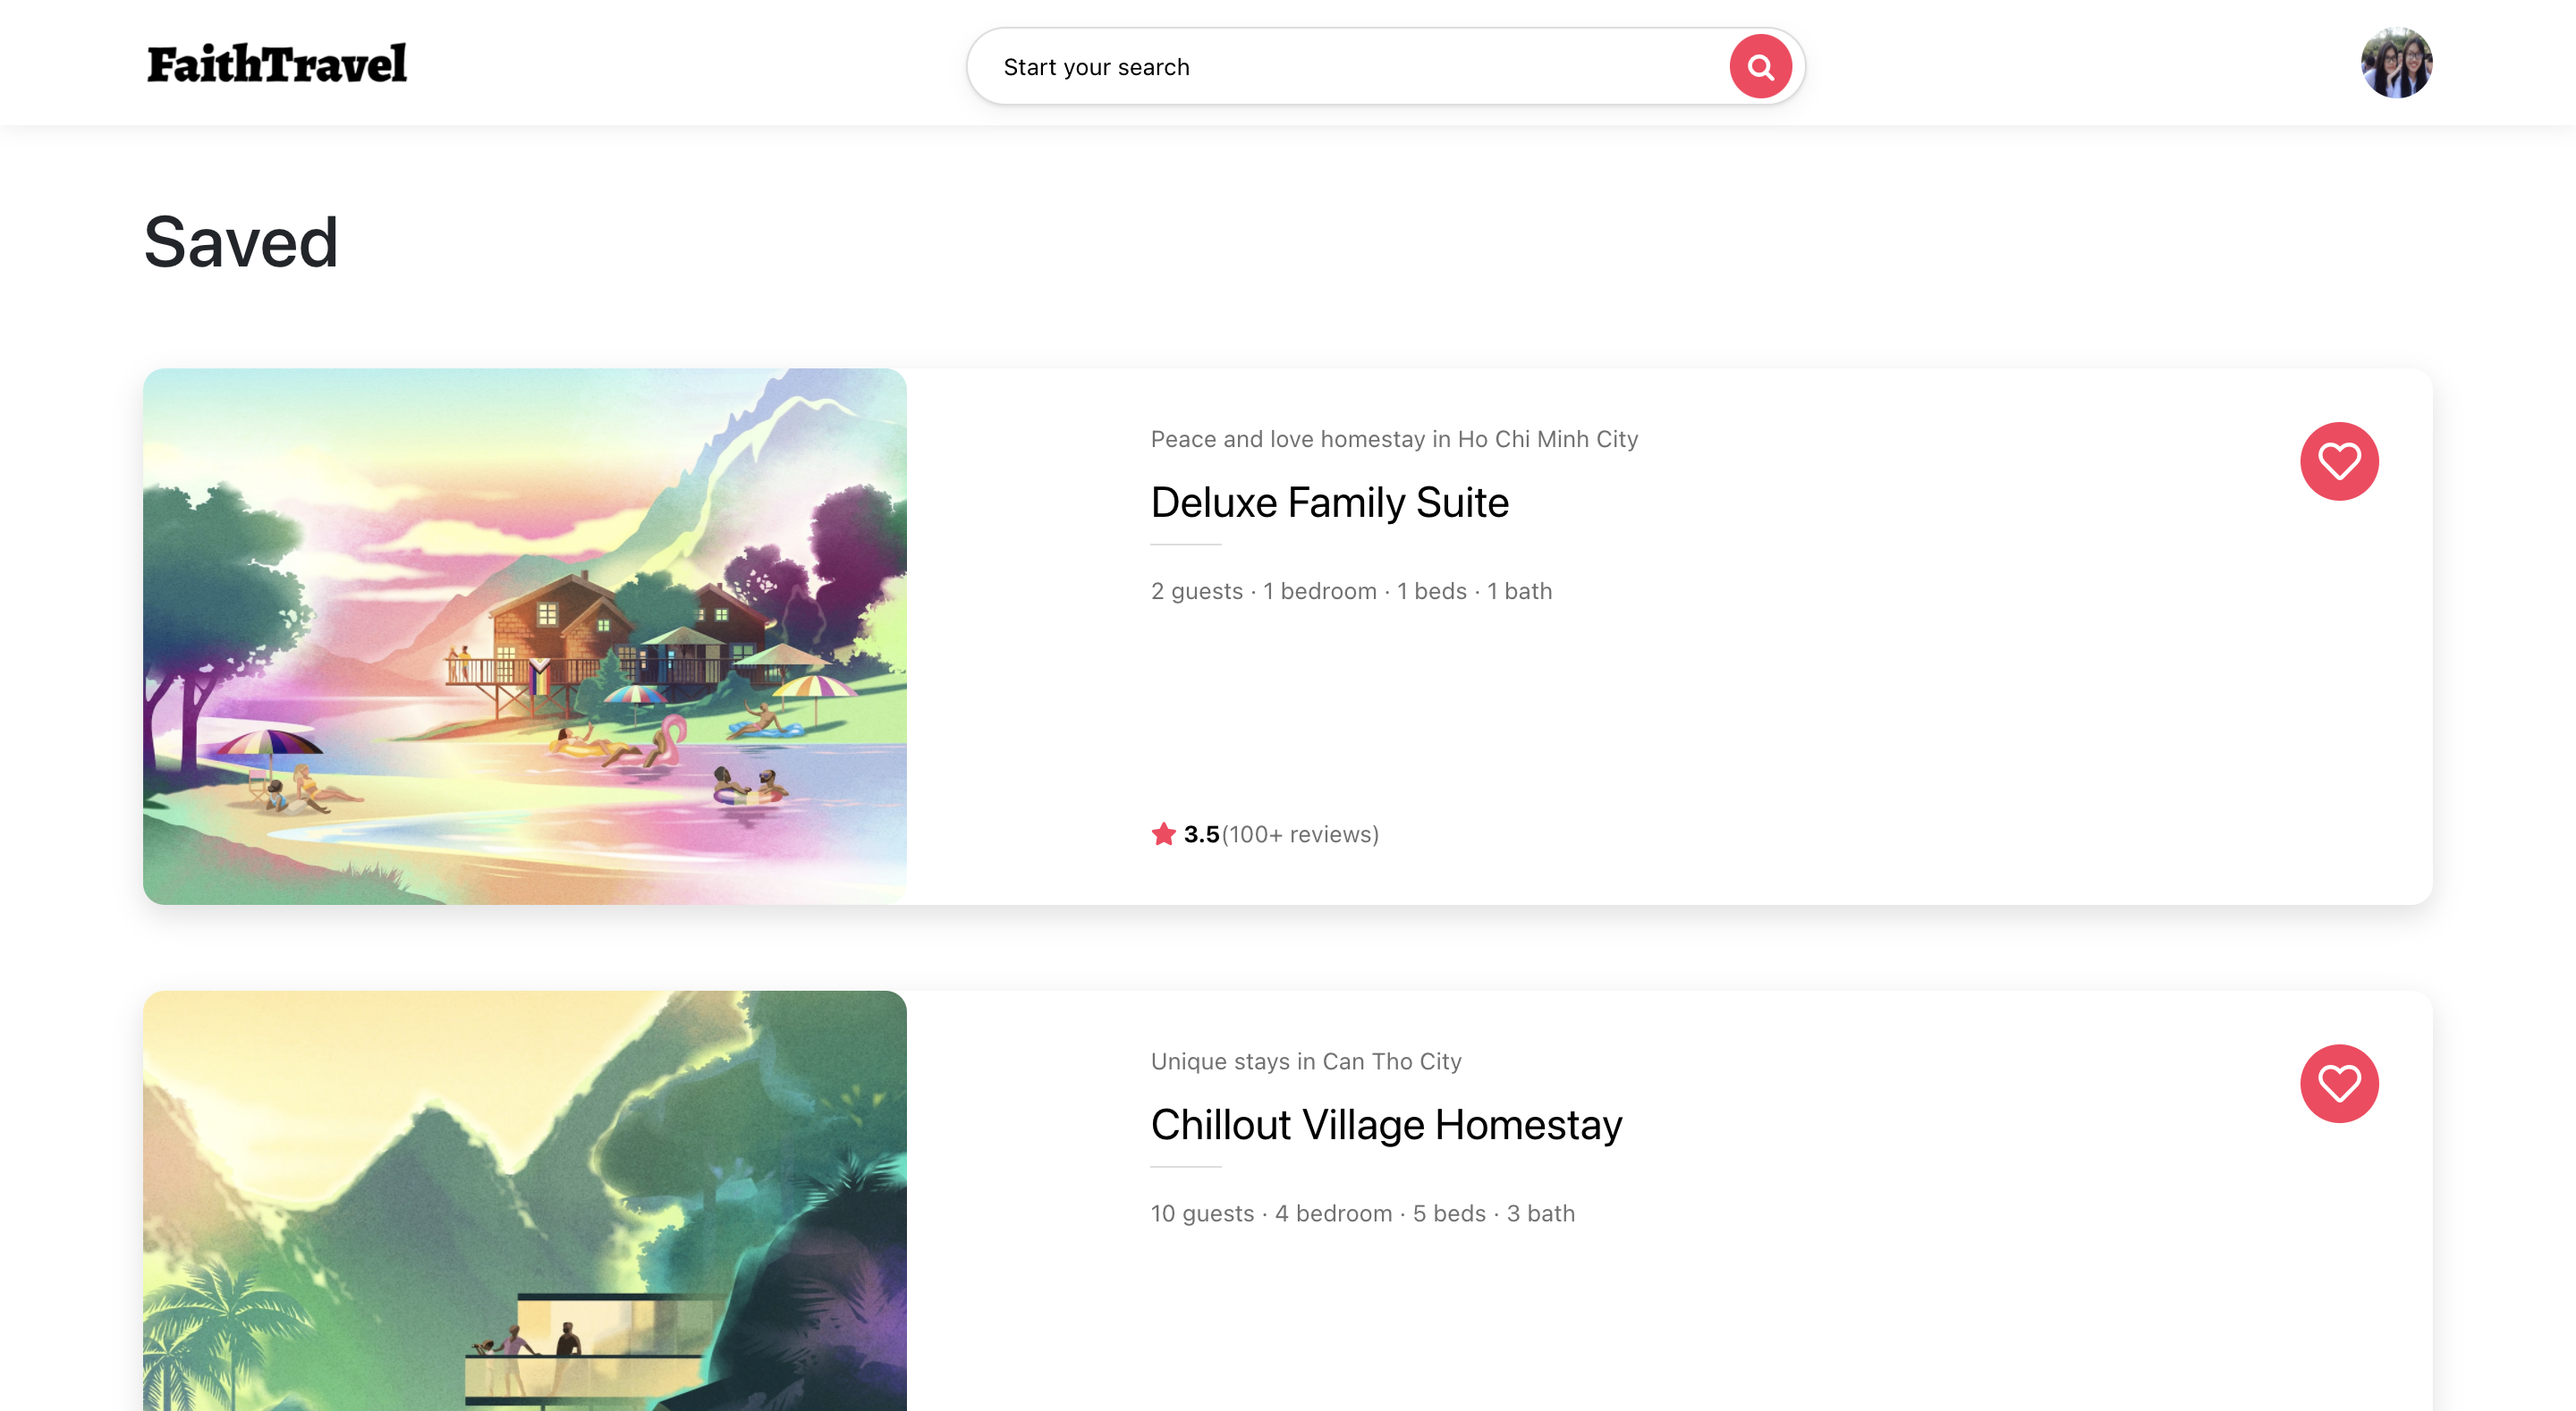 FaithTravel
Start your search
Saved
Peace and love homestay in Ho Chi Minh City
Deluxe Family Suite
2 guests · 1 bedroom · 1 beds · 1 bath
3.5(100+ reviews)
Unique stays in Can Tho City
Chillout Village Homestay
10 guests · 4 bedroom · 5 beds · 3 bath